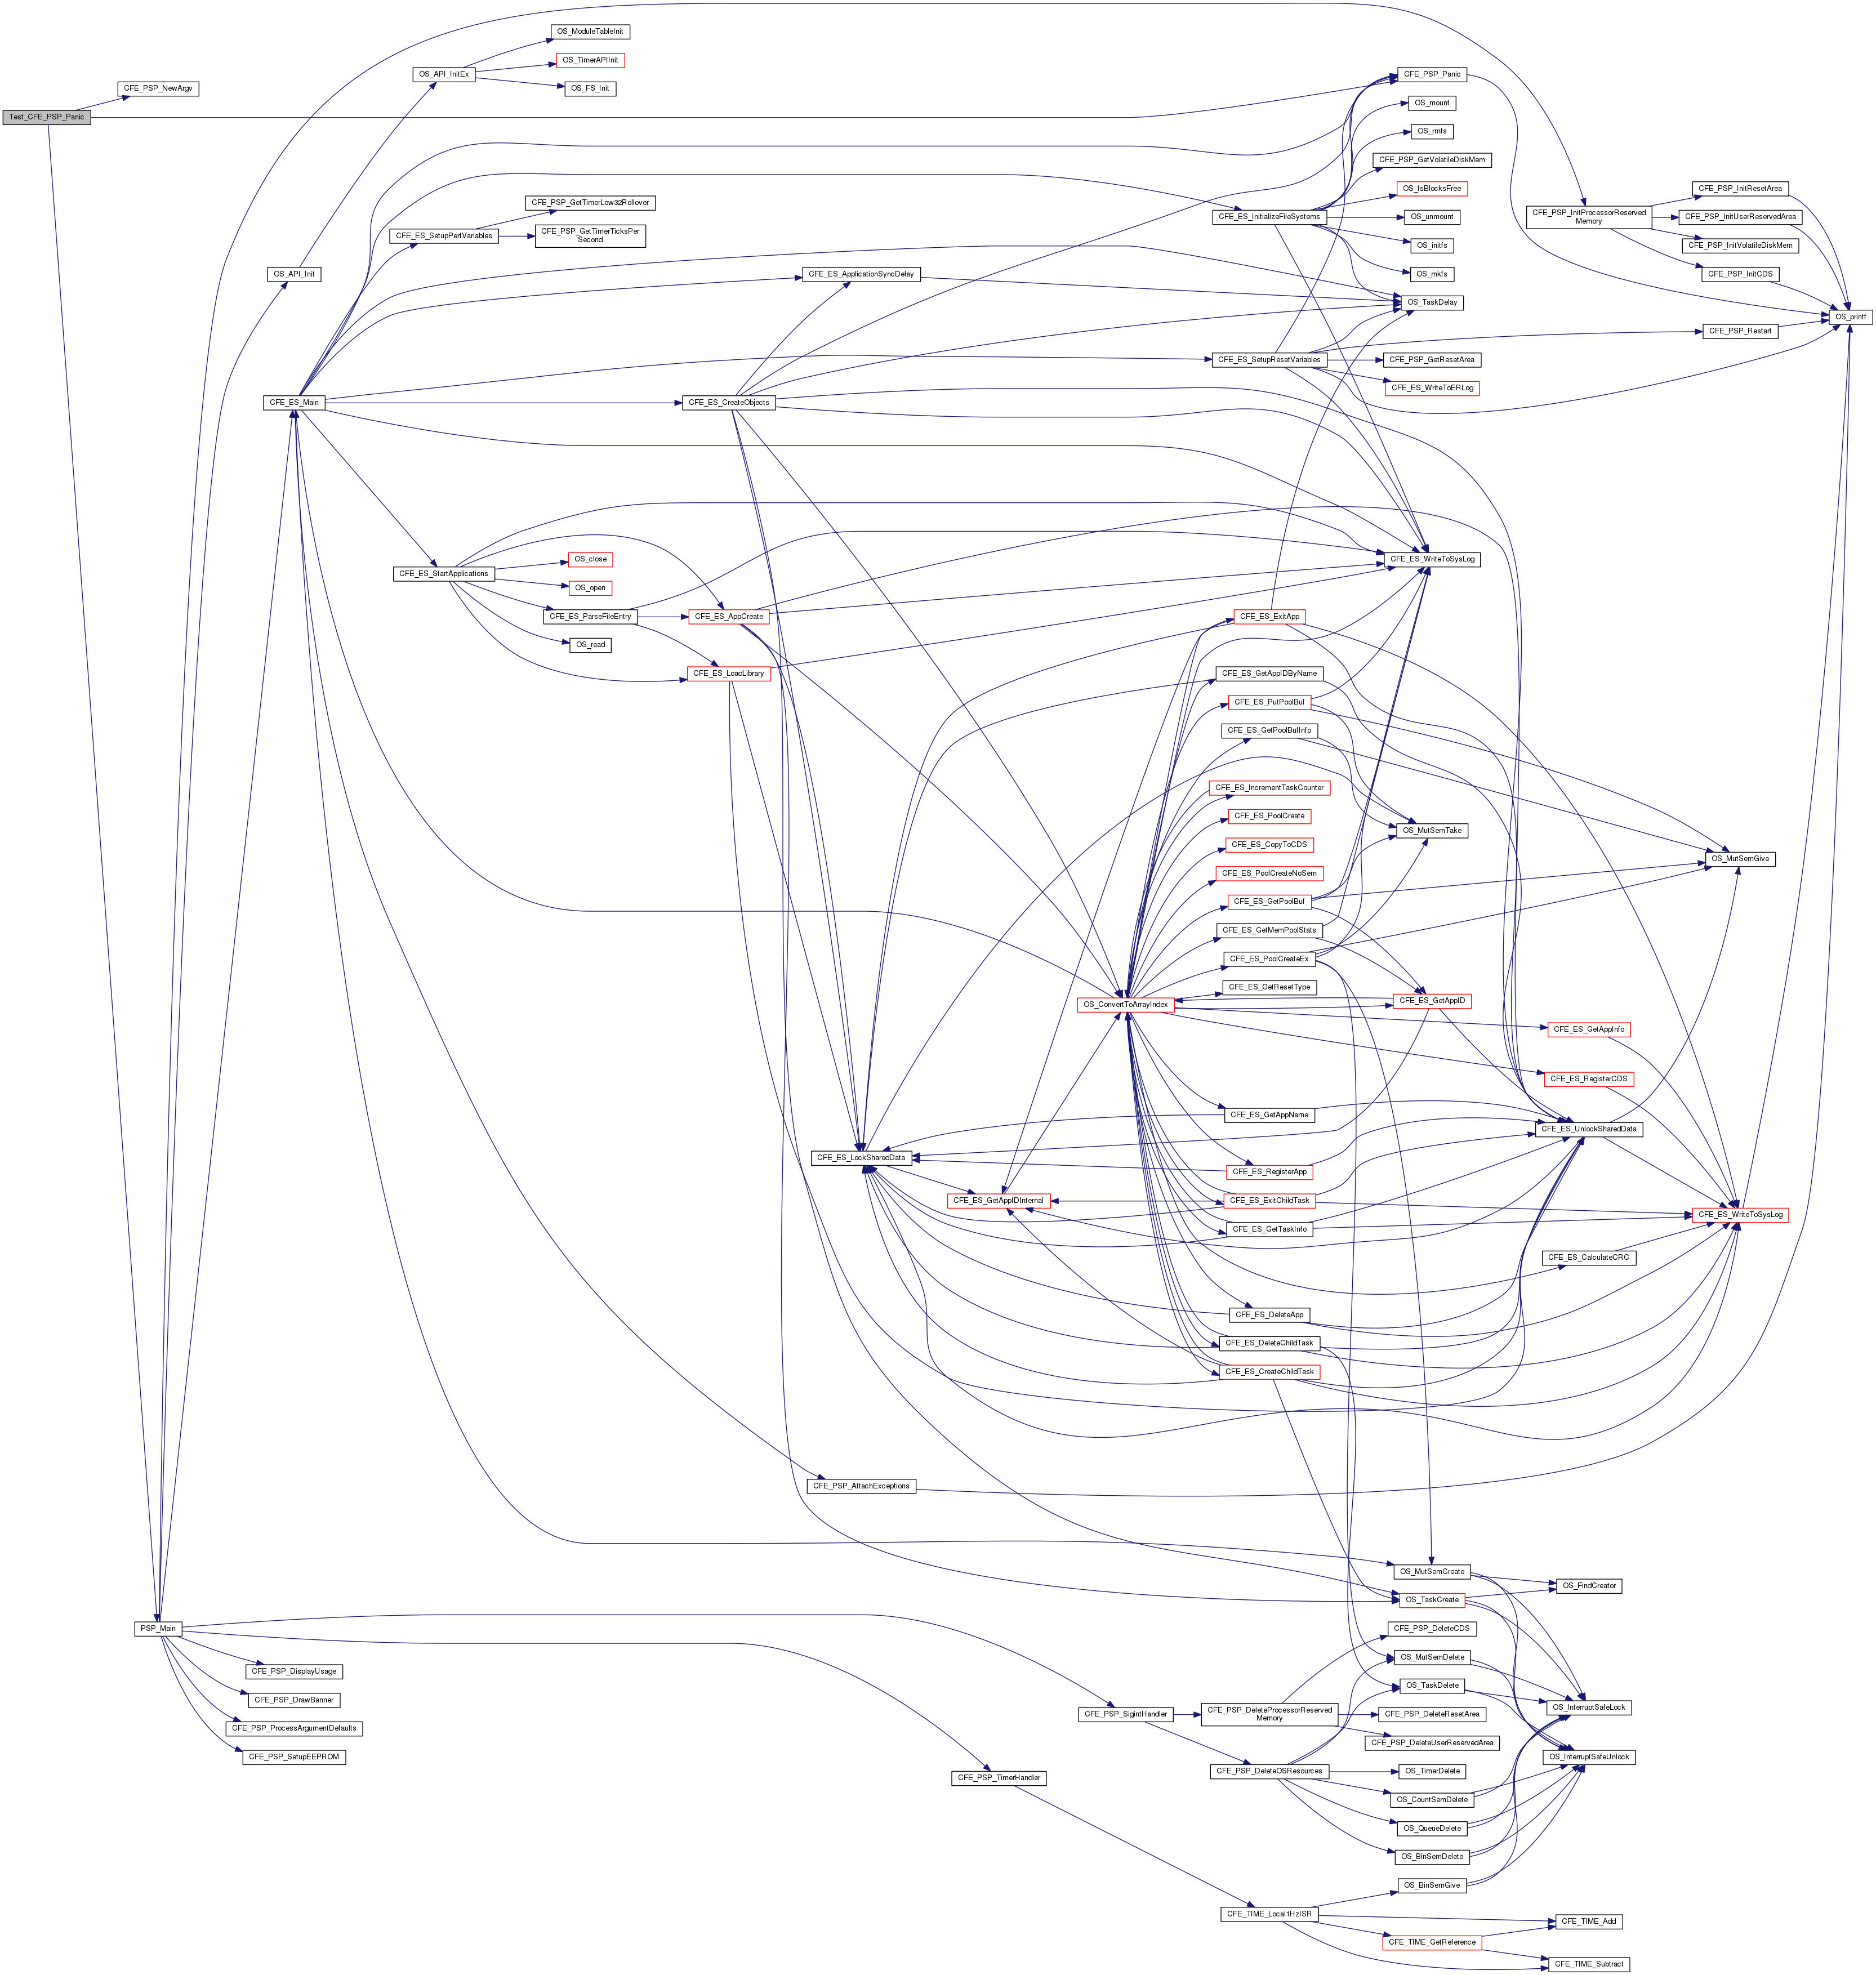 OS_ModuleTableInit
OS_TimerAPIInit
OS_FS_Init
OS_API_InitEx
CFE_PSP_NewArgv
Test_CFE_PSP_Panic
CFE_PSP_Panic
OS_mount
OS_rmfs
CFE_PSP_GetVolatileDiskMem
OS_fsBlocksFree
OS_unmount
OS_initfs
OS_mkfs
OS_TaskDelay
CFE_PSP_GetTimerLow32Rollover
CFE_PSP_GetTimerTicksPer
Second
CFE_ES_SetupPerfVariables
CFE_ES_InitializeFileSystems
CFE_PSP_InitProcessorReserved
Memory
CFE_PSP_InitResetArea
CFE_PSP_InitUserReservedArea
CFE_PSP_InitVolatileDiskMem
CFE_PSP_InitCDS
OS_API_Init
CFE_ES_ApplicationSyncDelay
OS_printf
CFE_PSP_Restart
CFE_ES_SetupResetVariables
CFE_PSP_GetResetArea
CFE_ES_WriteToERLog
CFE_ES_Main
CFE_ES_CreateObjects
CFE_ES_WriteToSysLog
OS_close
CFE_ES_StartApplications
OS_open
CFE_ES_ParseFileEntry
CFE_ES_AppCreate
OS_read
CFE_ES_LoadLibrary
CFE_ES_ExitApp
CFE_ES_GetAppIDByName
CFE_ES_PutPoolBuf
CFE_ES_GetPoolBufInfo
CFE_ES_IncrementTaskCounter
CFE_ES_PoolCreate
OS_MutSemTake
CFE_ES_CopyToCDS
OS_MutSemGive
CFE_ES_PoolCreateNoSem
CFE_ES_GetPoolBuf
CFE_ES_GetMemPoolStats
CFE_ES_PoolCreateEx
CFE_ES_GetResetType
OS_ConvertToArrayIndex
CFE_ES_GetAppID
CFE_ES_GetAppInfo
CFE_ES_RegisterCDS
CFE_ES_GetAppName
CFE_ES_UnlockSharedData
CFE_ES_LockSharedData
CFE_ES_RegisterApp
CFE_ES_GetAppIDInternal
CFE_ES_ExitChildTask
CFE_ES_WriteToSysLog
CFE_ES_GetTaskInfo
CFE_ES_CalculateCRC
CFE_ES_DeleteApp
CFE_ES_DeleteChildTask
CFE_ES_CreateChildTask
CFE_PSP_AttachExceptions
OS_MutSemCreate
OS_FindCreator
OS_TaskCreate
PSP_Main
CFE_PSP_DeleteCDS
CFE_PSP_DisplayUsage
OS_MutSemDelete
OS_TaskDelete
CFE_PSP_DrawBanner
CFE_PSP_SigintHandler
CFE_PSP_DeleteProcessorReserved
Memory
CFE_PSP_DeleteResetArea
OS_InterruptSafeLock
CFE_PSP_ProcessArgumentDefaults
CFE_PSP_DeleteUserReservedArea
CFE_PSP_SetupEEPROM
OS_InterruptSafeUnlock
CFE_PSP_TimerHandler
CFE_PSP_DeleteOSResources
OS_TimerDelete
OS_CountSemDelete
OS_QueueDelete
OS_BinSemDelete
OS_BinSemGive
CFE_TIME_Local1HzISR
CFE_TIME_Add
CFE_TIME_GetReference
CFE_TIME_Subtract